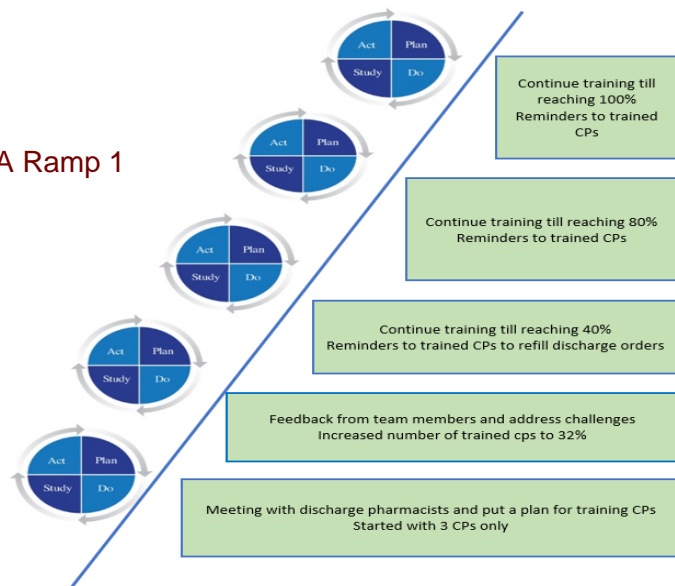 Act Plan
Study Do
Continue training till
reaching 100%
Reminders to trained
CPs
A Ramp 1
Act Plan
Study Do
Continue training till reaching 80%
Reminders to trained CPs
Act Plan
Study Do
Continue training till reaching 40%
Reminders to trained CPs to refill discharge orders
Act Plan
Study Do
Feedback from team members and address challenges
Increased number of trained cps to 32%
Act Plan
Study Do
Meeting with discharge pharmacists and put a plan for training CPs
Started with 3 CPs only